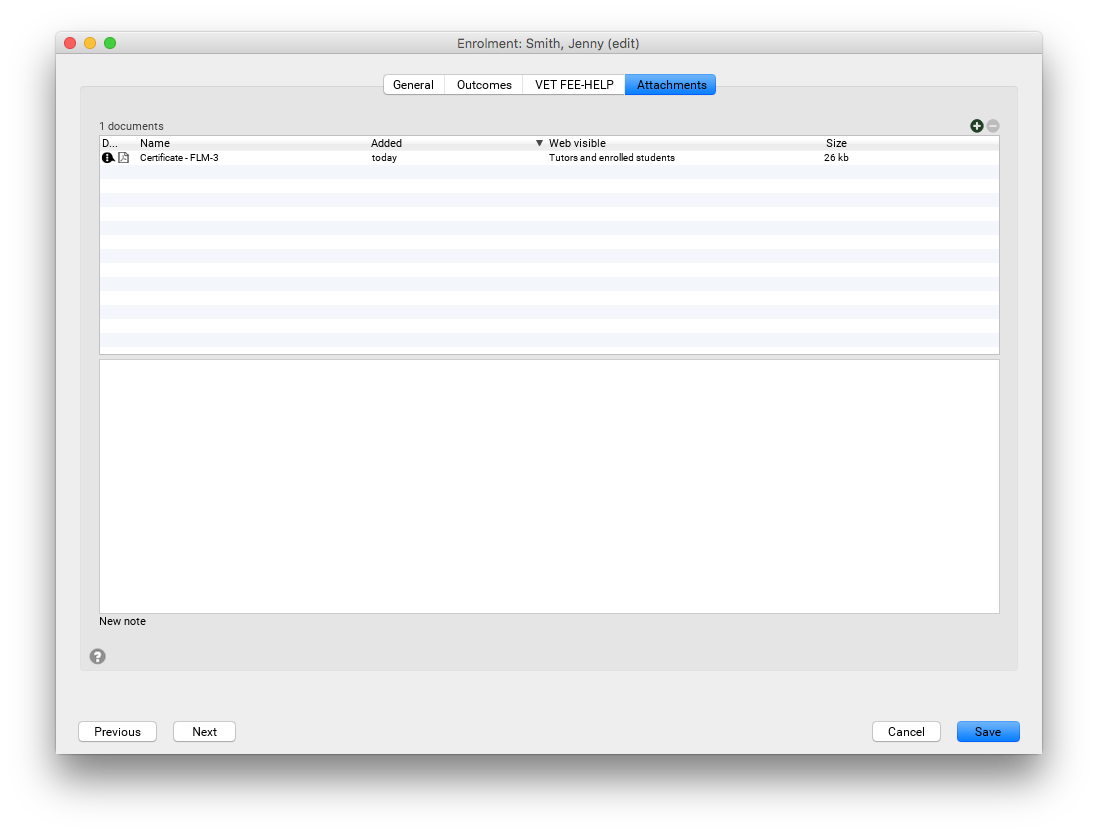 Enrolment: Smith, Jenny (edit)
General Outcomes VET FEE-HELP Attachments
1 documents
D... Name Added Web visible Size
Certificate - FLM-3 today Tutors and enrolled students 26 kb
New note
?
Previous Next Cancel Save